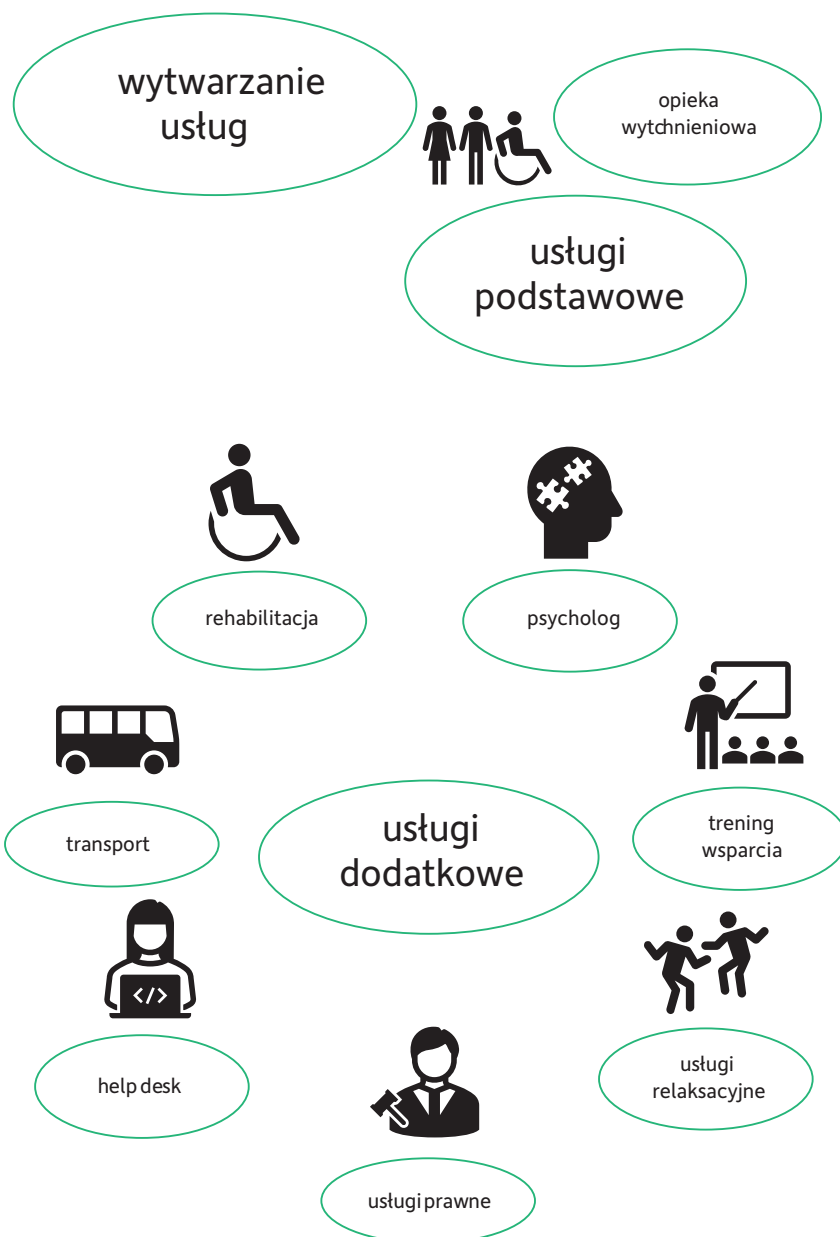 wytwarzanie
usług
opieka
wytchnieniowa
usługi
podstawowe
rehabilitacja
psycholog
transport
usługi
dodatkowe
trening
wsparcia
</>
help desk
usługi
relaksacyjne
usługi prawne